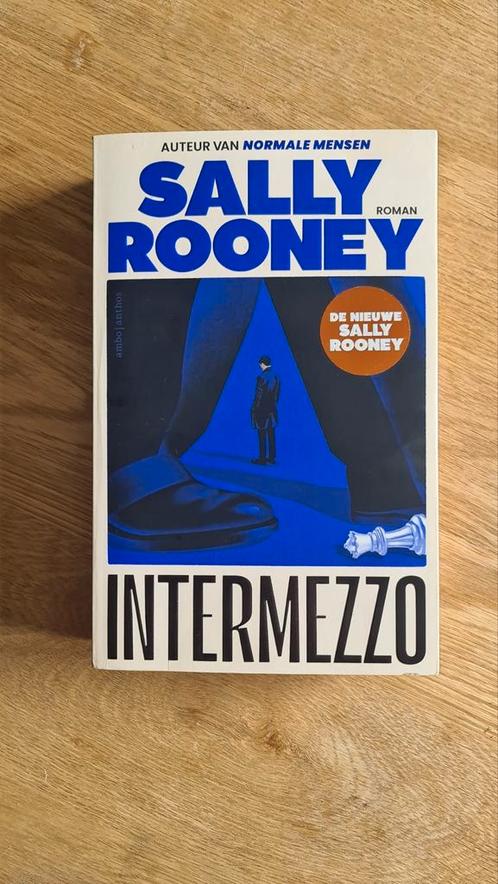 AUTEUR VAN NORMALE MENSEN
SALLY
ROONEY
ROMAN
ambo|anthos
DE NIEUWE
SALLY
ROONEY
INTERMEZZO